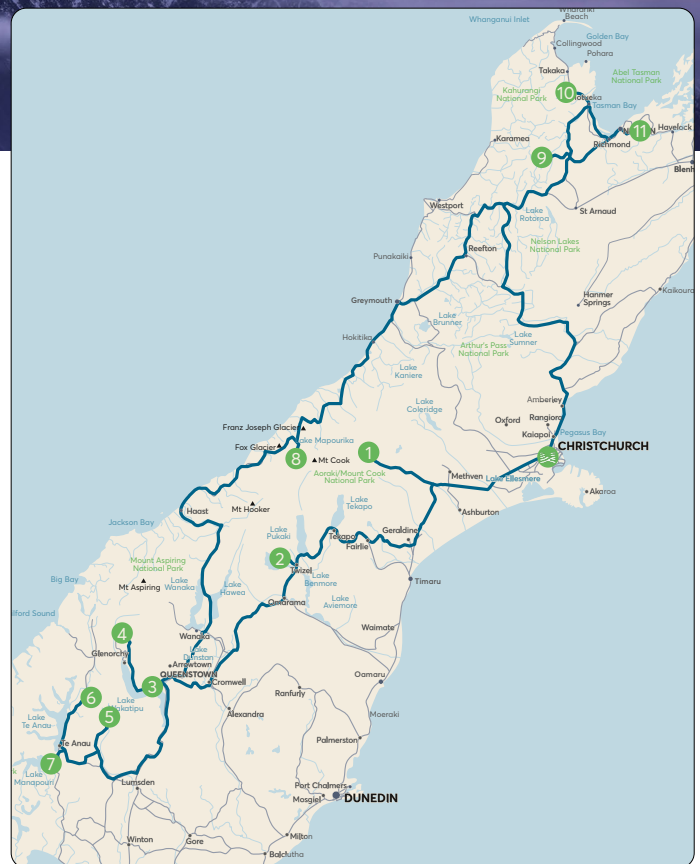 Wharariki
Beach
Whanganui Inlet
Golden Bay
Collingwood
Pohara
Takaka
Abel Tasman
National Park
Kahurangi
National Park
10
Tasman Bay
11
Havelock
Karamea
Richmond
9
Blenh
Westport
Lake
Rotoroa
St Arnaud
Reefton
Nelson Lakes
National Park
Punakaiki
Hanmer
Springs
Kaikoura
Greymouth
Lake
Brunner
Lake
Sumner
Hokitika
Arthur's Pass
National Park
Lake
Kaniere
Lake
Coleridge
Amberley
Oxford
Rangiora
Kaiapoi
Pegasus Bay
CHRISTCHURCH
Franz Joseph Glacier
Lake Mapourika
Fox Glacier
8
Mt Cook
1
Aoraki/Mount Cook
National Park
Methven
Lake Ellesmere
Akaroa
Ashburton
Haast
Mt Hooker
Lake
Tekapo
Jackson Bay
Lake
Pukaki
Tekapo
Fairlie
Geraldine
2
Twizel
Mount Aspiring
National Park
Big Bay
Mt Aspiring
Lake
Wanaka
Lake
Hawea
Lake
Benmore
Lake
Aviemore
Timaru
Omarama
lford Sound
4
Wanaka
Waimate
Glenorchy
Lake
Dunstan
Arrowtown
QUEENSTOWN
Cromwell
3
Oamaru
6
Lake
Wakatipu
Ranfurly
5
Alexandra
Moeraki
Lake
Te Anau
Te Anau
Palmerston
7
Lake
Manapouri
Lumsden
Port Chalmers
Mosgiel
DUNEDIN
Winton
Gore
Milton
Balclutha